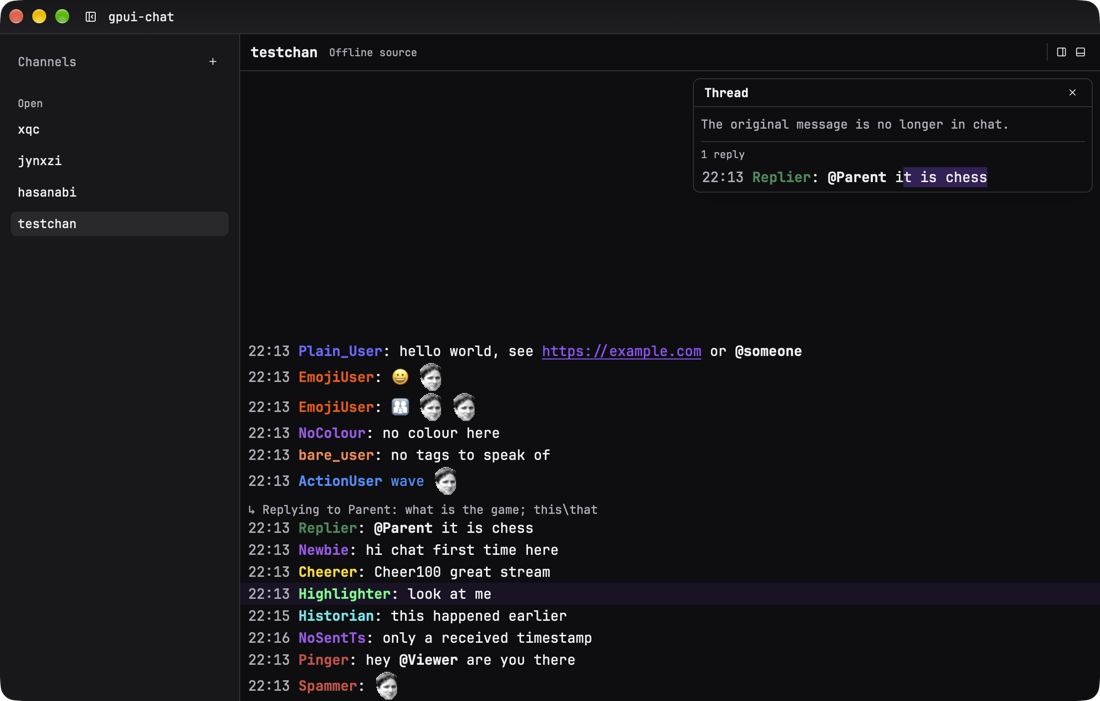 gpui-chat
Channels +
Open
xqc
jynxzi
hasanabi
testchan
testchan Offline source
Thread ×
The original message is no longer in chat.
1 reply
22:13 Replier: @Parent it is chess
22:13 Plain_User: hello world, see https://example.com or @someone
22:13 EmojiUser: 😀
22:13 EmojiUser:
22:13 NoColour: no colour here
22:13 bare_user: no tags to speak of
22:13 ActionUser wave
↳ Replying to Parent: what is the game; this\that
22:13 Replier: @Parent it is chess
22:13 Newbie: hi chat first time here
22:13 Cheerer: Cheer100 great stream
22:13 Highlighter: look at me
22:15 Historian: this happened earlier
22:16 NoSentTs: only a received timestamp
22:13 Pinger: hey @Viewer are you there
22:13 Spammer: